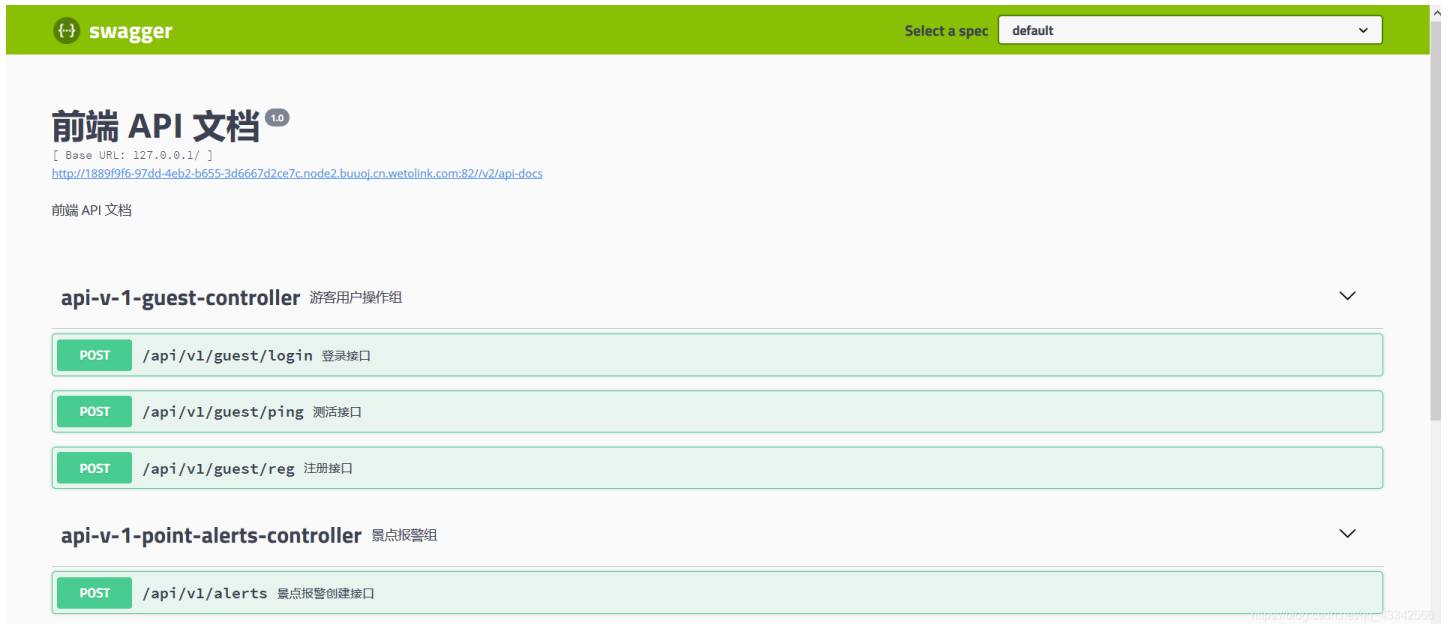 swagger
Select a spec default
前端 API 文档 1.0
[ Base URL: 127.0.0.1/ ]
http://1889f9f6-97dd-4eb2-b655-3d6667d2ce7c.node2.buuoj.cn.wetolink.com:82//v2/api-docs
前端 API 文档
api-v-1-guest-controller 游客用户操作组
POST /api/v1/guest/login 登录接口
POST /api/v1/guest/ping 测活接口
POST /api/v1/guest/reg 注册接口
api-v-1-point-alerts-controller 景点报警组
POST /api/v1/alerts 景点报警创建接口